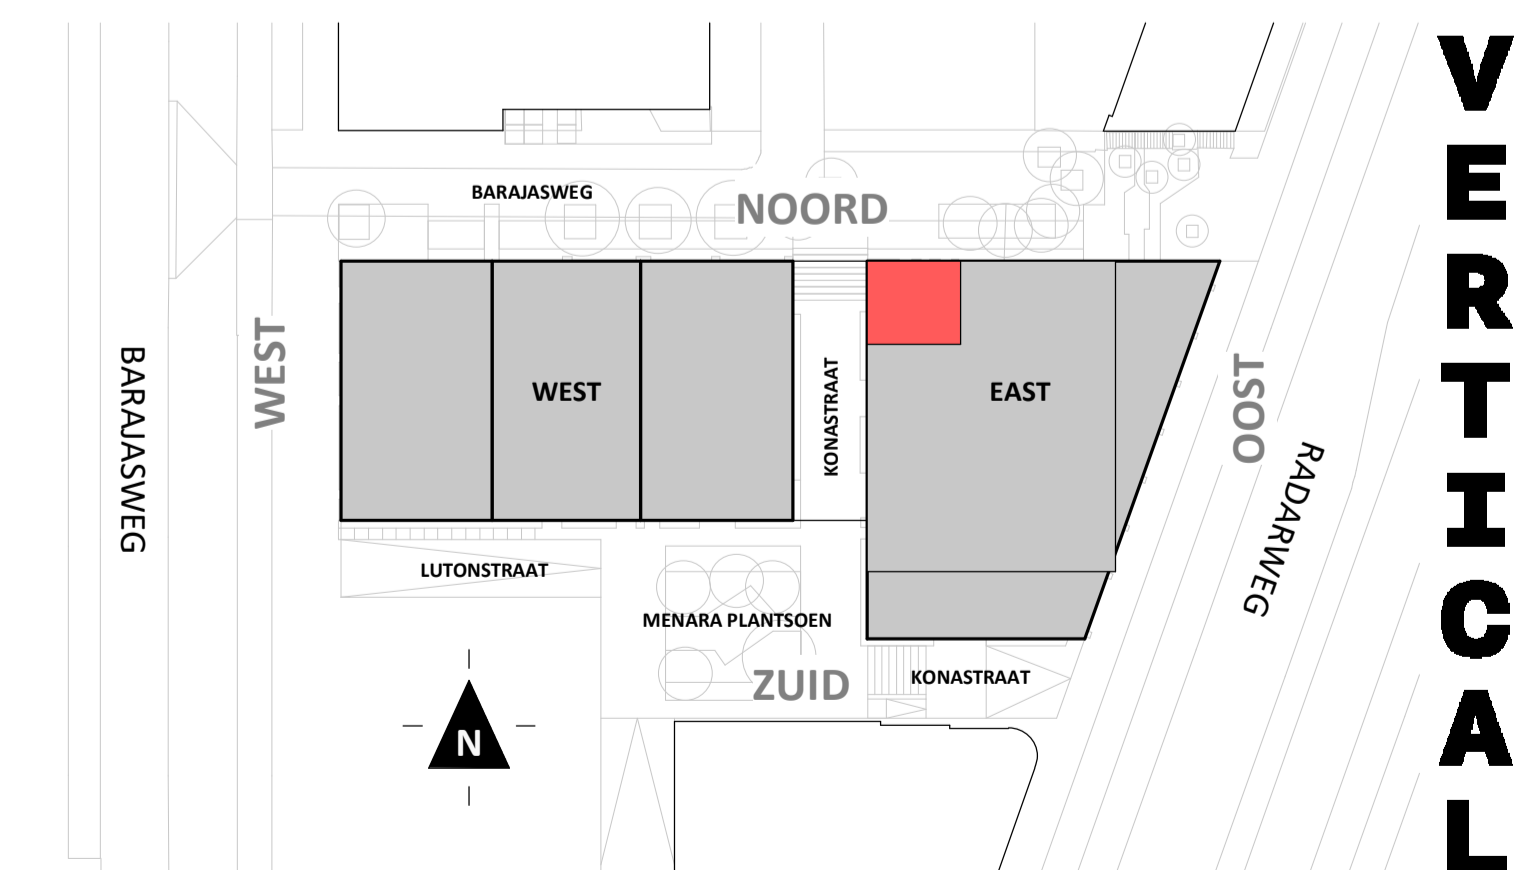 BARAJASWEG
NOORD
WEST
BARAJASWEG
WEST
KONASTRAAT
EAST
OOST
RADARWEG
LUTONSTRAAT
MENARA PLANTSOEN
ZUID
KONASTRAAT
N
VERTICAL